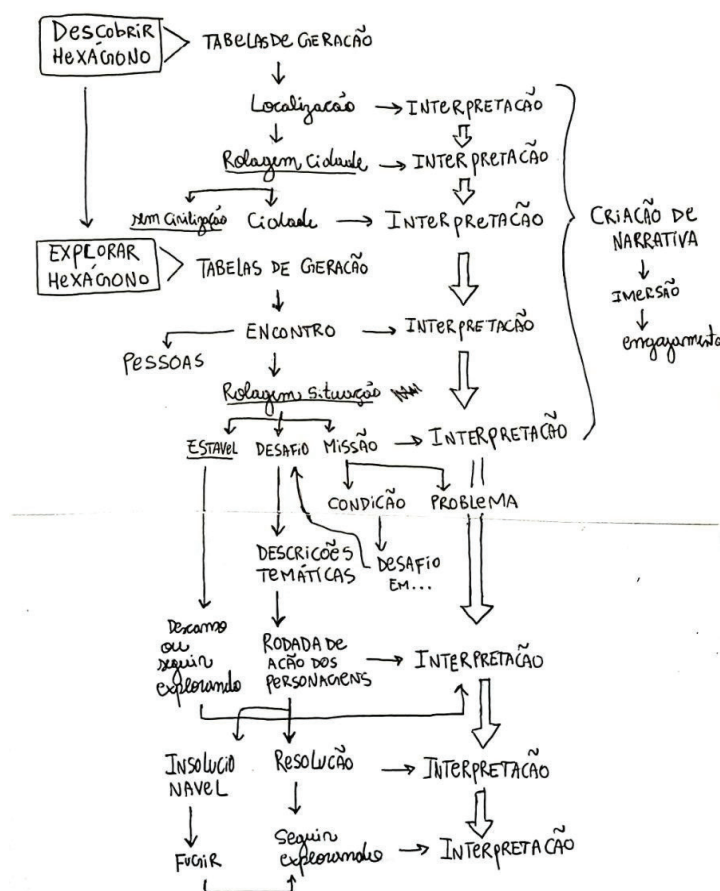 DESCOBRIR
HEXÁGONO
TABELAS DE GERAÇÃO
Localização
INTERPRETAÇÃO
Rolagem Cidade
INTERPRETAÇÃO
sem Civilização
Cidade
INTERPRETAÇÃO
CRIAÇÃO DE
NARRATIVA
IMERSÃO
engajamento
EXPLORAR
HEXÁGONO
TABELAS DE GERAÇÃO
ENCONTRO
INTERPRETAÇÃO
PESSOAS
Rolagem Situação
ESTAVEL
DESAFIO
MISSÃO
INTERPRETAÇÃO
CONDIÇÃO
PROBLEMA
DESCRIÇÕES
TEMÁTICAS
DESAFIO
EM...
Descanso
ou
seguir
explorando
RODADA DE
AÇÃO DOS
PERSONAGENS
INTERPRETAÇÃO
INSOLUCIO
NAVEL
RESOLUÇÃO
INTERPRETAÇÃO
FUGIR
Seguir
explorando
INTERPRETAÇÃO